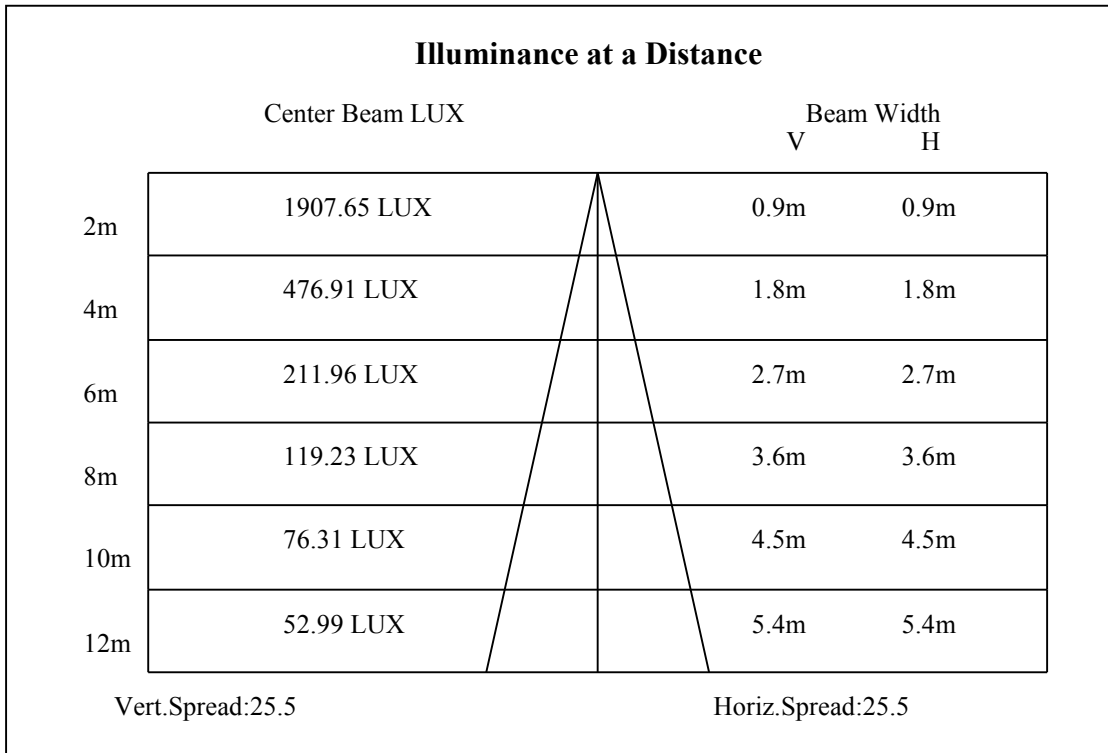 Illuminance at a Distance
Center Beam LUX Beam Width
V H
2m 1907.65 LUX 0.9m 0.9m
4m 476.91 LUX 1.8m 1.8m
6m 211.96 LUX 2.7m 2.7m
8m 119.23 LUX 3.6m 3.6m
10m 76.31 LUX 4.5m 4.5m
12m 52.99 LUX 5.4m 5.4m
Vert.Spread:25.5 Horiz.Spread:25.5